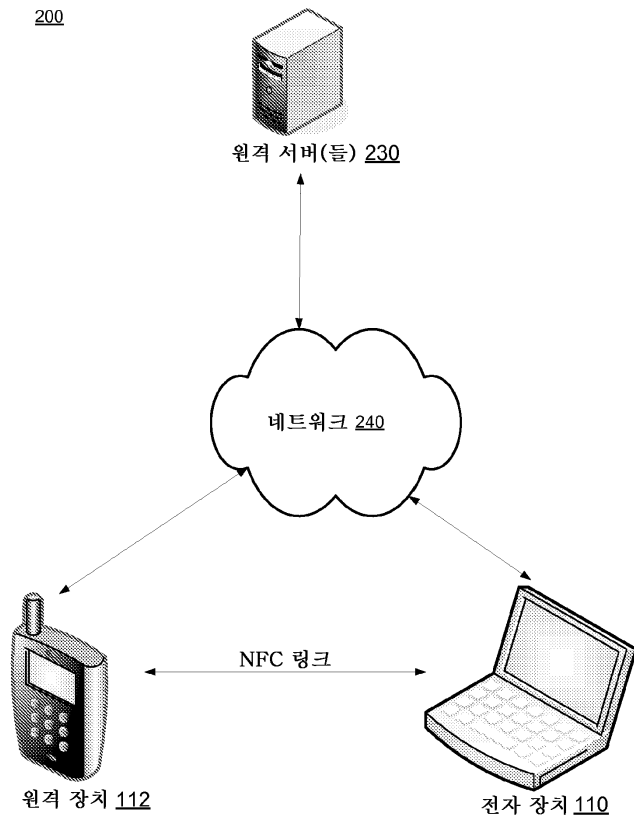 200
원격 서버(들) 230
네트워크 240
NFC 링크
원격 장치 112
전자 장치 110